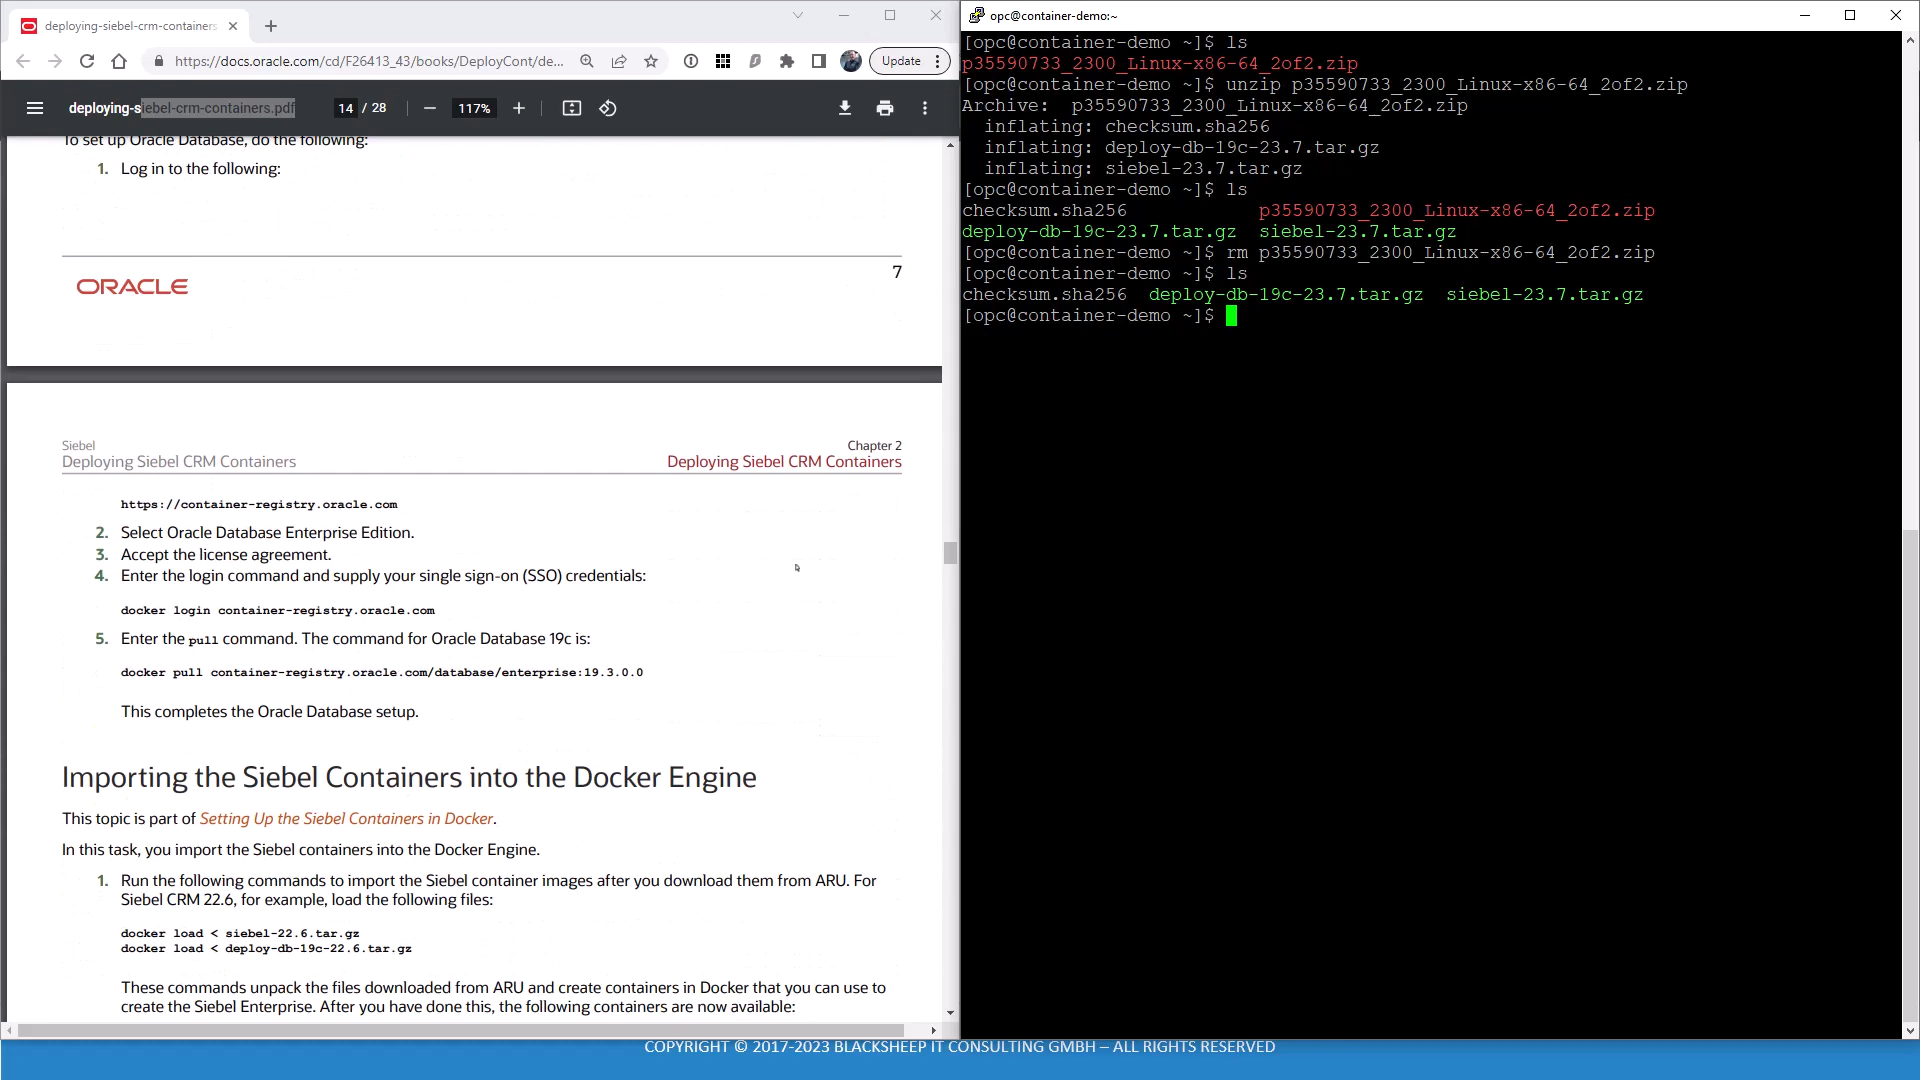 deploying-siebel-crm-containers
https://docs.oracle.com/cd/F26413_43/books/DeployCont/de...
Update
deploying-siebel-crm-containers.pdf
14 / 28
117%
To set up Oracle Database, do the following:
1. Log in to the following:
ORACLE
7
Siebel
Deploying Siebel CRM Containers
Chapter 2
Deploying Siebel CRM Containers
https://container-registry.oracle.com
2. Select Oracle Database Enterprise Edition.
3. Accept the license agreement.
4. Enter the login command and supply your single sign-on (SSO) credentials:
docker login container-registry.oracle.com
5. Enter the pull command. The command for Oracle Database 19c is:
docker pull container-registry.oracle.com/database/enterprise:19.3.0.0
This completes the Oracle Database setup.
Importing the Siebel Containers into the Docker Engine
This topic is part of Setting Up the Siebel Containers in Docker.
In this task, you import the Siebel containers into the Docker Engine.
1. Run the following commands to import the Siebel container images after you download them from ARU. For
Siebel CRM 22.6, for example, load the following files:
docker load < siebel-22.6.tar.gz
docker load < deploy-db-19c-22.6.tar.gz
These commands unpack the files downloaded from ARU and create containers in Docker that you can use to
create the Siebel Enterprise. After you have done this, the following containers are now available:
opc@container-demo:~
[opc@container-demo ~]$ ls
p35590733_2300_Linux-x86-64_2of2.zip
[opc@container-demo ~]$ unzip p35590733_2300_Linux-x86-64_2of2.zip
Archive:  p35590733_2300_Linux-x86-64_2of2.zip
  inflating: checksum.sha256
  inflating: deploy-db-19c-23.7.tar.gz
  inflating: siebel-23.7.tar.gz
[opc@container-demo ~]$ ls
checksum.sha256            p35590733_2300_Linux-x86-64_2of2.zip
deploy-db-19c-23.7.tar.gz  siebel-23.7.tar.gz
[opc@container-demo ~]$ rm p35590733_2300_Linux-x86-64_2of2.zip
[opc@container-demo ~]$ ls
checksum.sha256  deploy-db-19c-23.7.tar.gz  siebel-23.7.tar.gz
[opc@container-demo ~]$
COPYRIGHT © 2017-2023 BLACKSHEEP IT CONSULTING GMBH – ALL RIGHTS RESERVED